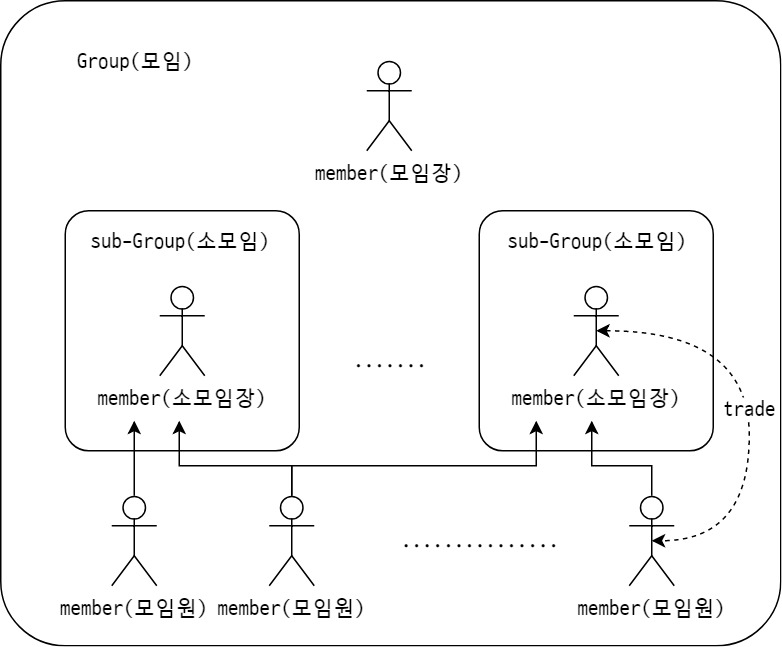 Group(모임)
member(모임장)
sub-Group(소모임)
sub-Group(소모임)
member(소모임장)
.......
member(소모임장)
trade
...............
member(모임원)
member(모임원)
member(모임원)